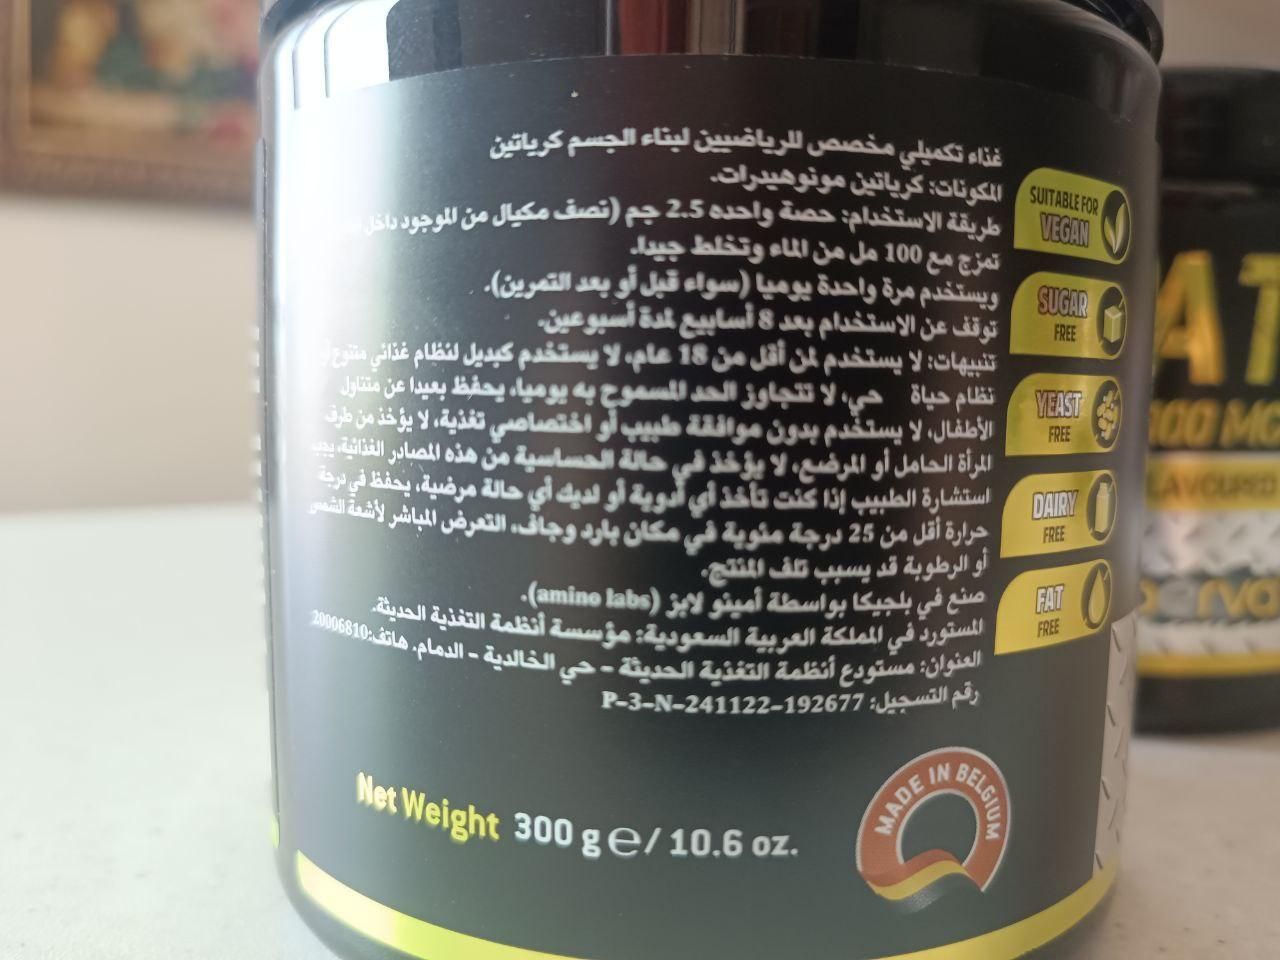 غذاء تكميلي مخصص للرياضيين لبناء الجسم كرياتين
المكونات: كرياتين مونوهيدرات.
طريقة الاستخدام: حصة واحده 2.5 جم (نصف مكيال من الموجود داخل
تمزج مع 100 مل من الماء وتخلط جيدا.
ويستخدم مرة واحدة يوميا (سواء قبل أو بعد التمرين).
توقف عن الاستخدام بعد 8 أسابيع لمدة أسبوعين.
تنبيهات: لا يستخدم لمن أقل من 18 عام، لا يستخدم كبديل لنظام غذائي متنوع أو
نظام حياة حي، لا تتجاوز الحد المسموح به يوميا، يحفظ بعيدا عن متناول
الأطفال، لا يستخدم بدون موافقة طبيب أو اختصاصي تغذية، لا يؤخذ من طرف
المرأة الحامل أو المرضع، لا يؤخذ في حالة الحساسية من هذه المصادر الغذائية، يجب
استشارة الطبيب إذا كنت تأخذ أي أدوية أو لديك أي حالة مرضية، يحفظ في درجة
حرارة أقل من 25 درجة مئوية في مكان بارد وجاف، التعرض المباشر لأشعة الشمس
أو الرطوبة قد يسبب تلف المنتج.
صنع في بلجيكا بواسطة أمينو لابز (amino labs).
المستورد في المملكة العربية السعودية: مؤسسة أنظمة التغذية الحديثة.
العنوان: مستودع أنظمة التغذية الحديثة - حي الخالدية - الدمام. هاتف:20006810
رقم التسجيل: P-3-N-241122-192677
SUITABLE FOR
VEGAN
SUGAR
FREE
YEAST
FREE
DAIRY
FREE
FAT
FREE
Net Weight 300 g ℮ / 10.6 oz.
MADE IN BELGIUM
AT
MG